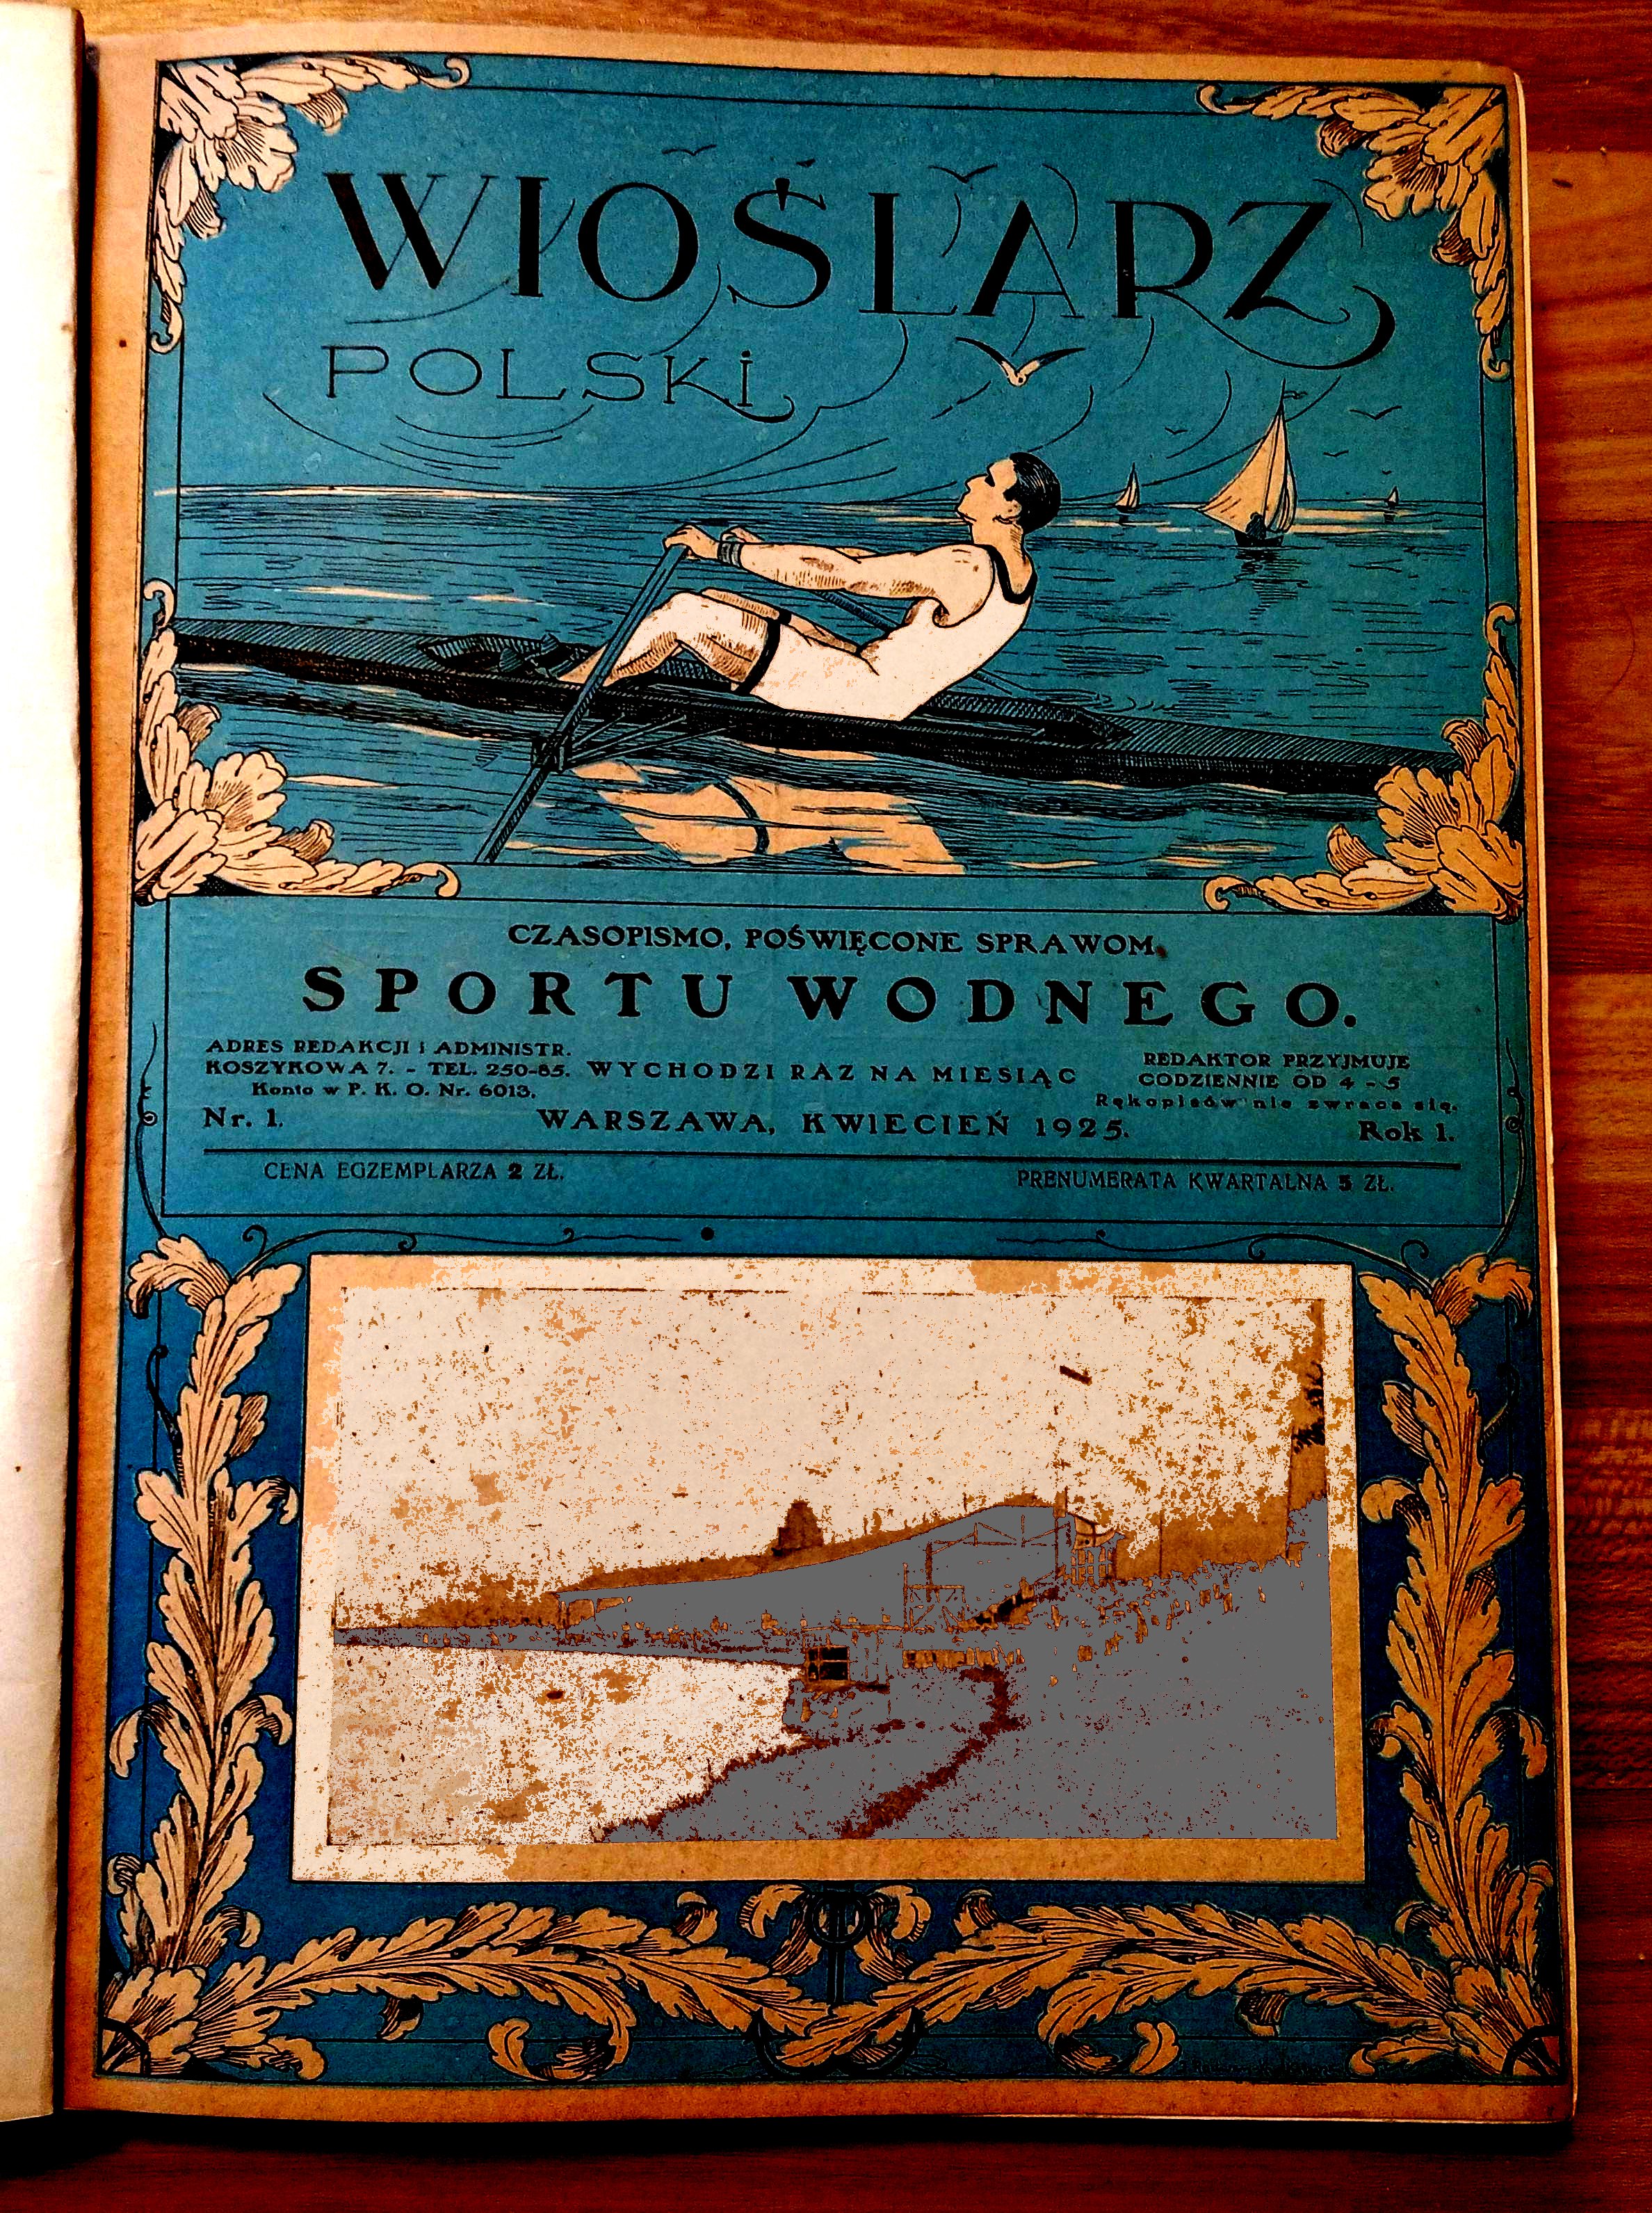 WIOŚLARZ
POLSKI
CZASOPISMO, POŚWIĘCONE SPRAWOM
SPORTU WODNEGO.
ADRES REDAKCJI i ADMINISTR.
KOSZYKOWA 7. - TEL. 250-85.
Konto w P. K. O. Nr. 6013.
WYCHODZI RAZ NA MIESIĄC
REDAKTOR PRZYJMUJE
CODZIENNIE OD 4 - 5
Rękopisów nie zwraca się.
Nr. 1.
WARSZAWA, KWIECIEŃ 1925.
Rok 1.
CENA EGZEMPLARZA 2 ZŁ.
PRENUMERATA KWARTALNA 5 ZŁ.